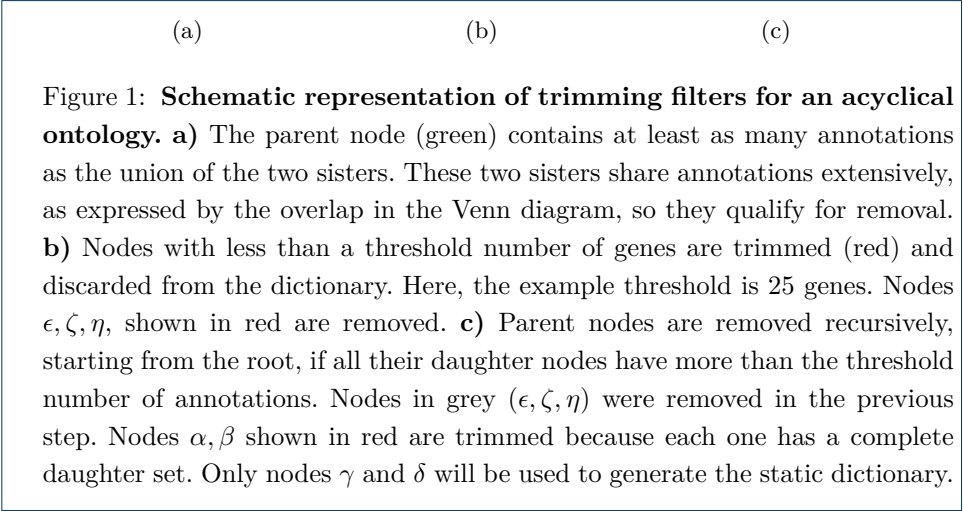 (a) (b) (c)
Figure 1: Schematic representation of trimming filters for an acyclical
ontology. a) The parent node (green) contains at least as many annotations
as the union of the two sisters. These two sisters share annotations extensively,
as expressed by the overlap in the Venn diagram, so they qualify for removal.
b) Nodes with less than a threshold number of genes are trimmed (red) and
discarded from the dictionary. Here, the example threshold is 25 genes. Nodes
ϵ, ζ, η, shown in red are removed. c) Parent nodes are removed recursively,
starting from the root, if all their daughter nodes have more than the threshold
number of annotations. Nodes in grey (ϵ, ζ, η) were removed in the previous
step. Nodes α, β shown in red are trimmed because each one has a complete
daughter set. Only nodes γ and δ will be used to generate the static dictionary.